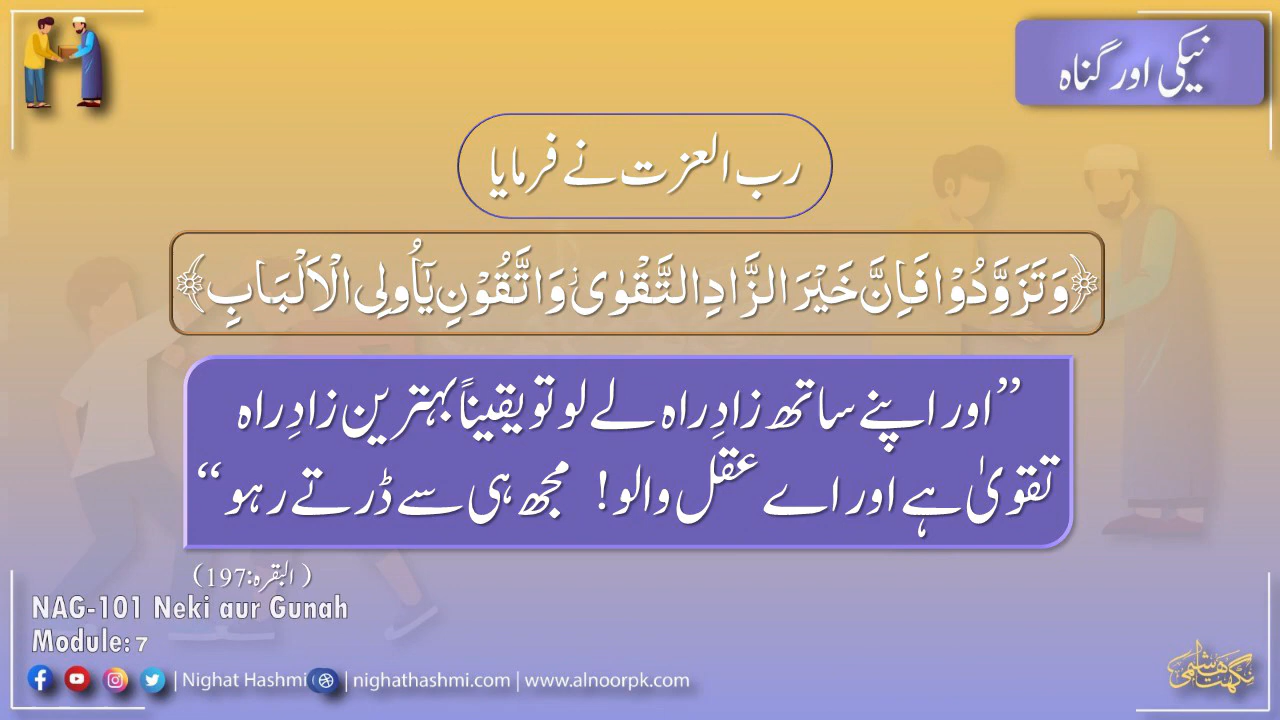 نیکی اور گناہ
رب العزت نے فرمایا
﴿وَتَزَوَّدُوْا فَاِنَّ خَيْرَ الزَّادِ التَّقْوٰى ۡ وَاتَّقُوْنِ يٰٓاُولِى الْاَلْبَابِ﴾
”اور اپنے ساتھ زادِراہ لے لو تو یقیناً بہترین زادِراہ
تقویٰ ہے اور اے عقل والو! مجھ ہی سے ڈرتے رہو“
(البقرہ:197)
NAG-101 Neki aur Gunah
Module: 7
| Nighat Hashmi | nighathashmi.com | www.alnoorpk.com
نگہت ہاشمی